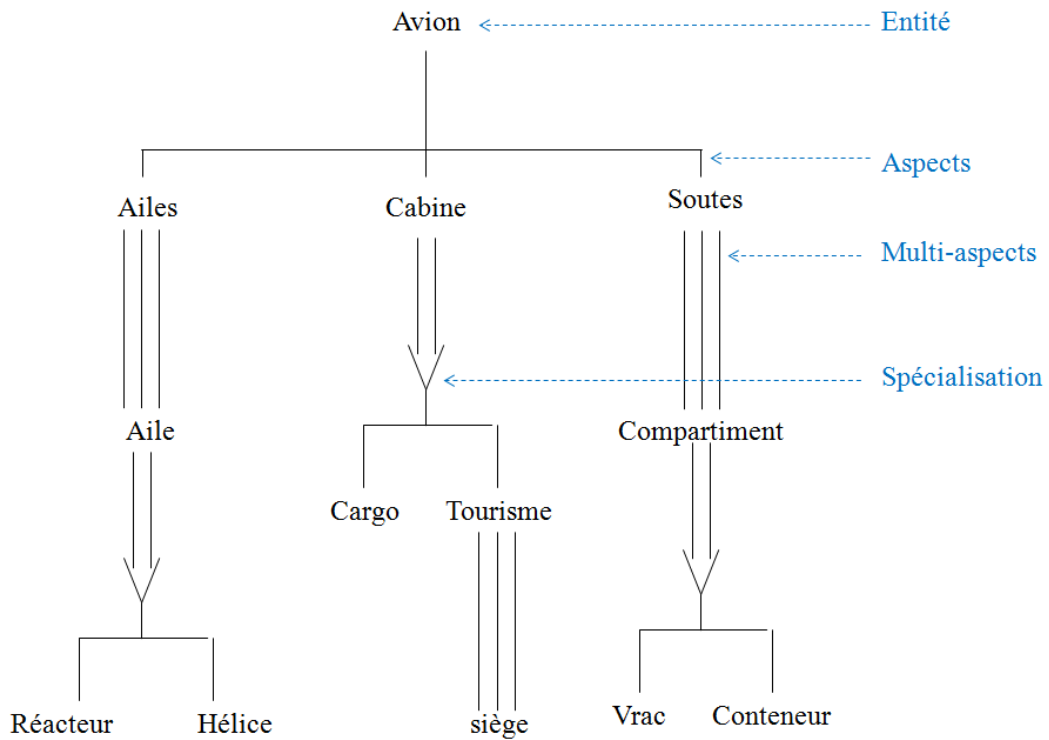 Avion
Entité
Aspects
Ailes
Cabine
Soutes
Multi-aspects
Spécialisation
Aile
Compartiment
Cargo
Tourisme
Réacteur
Hélice
siège
Vrac
Conteneur